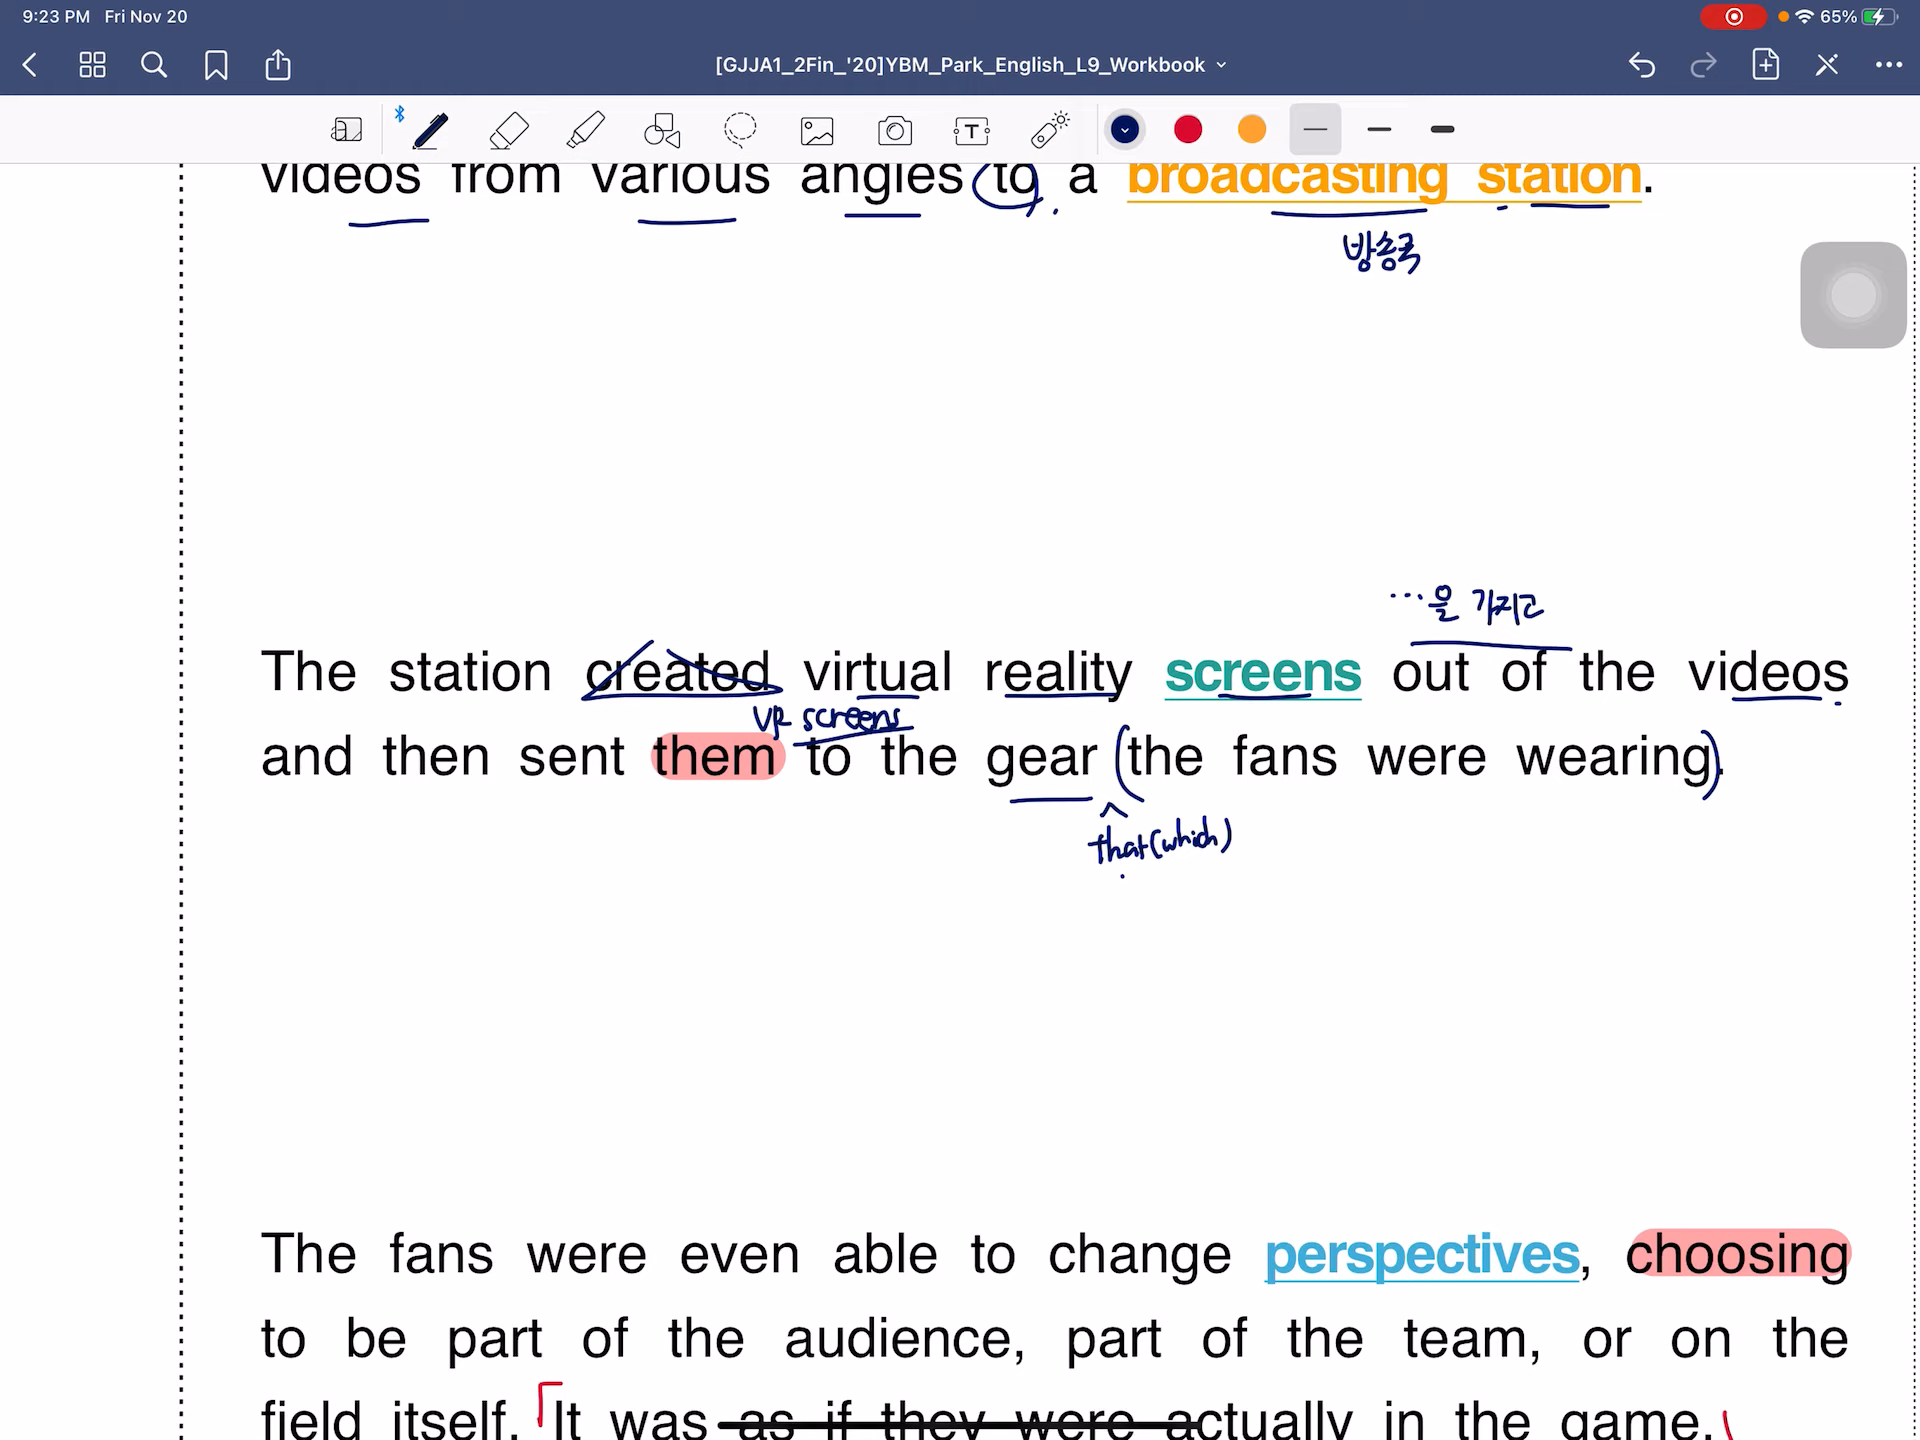 9:23 PM Fri Nov 20
65%
[GJJA1_2Fin_'20]YBM_Park_English_L9_Workbook
videos from various angles to a broadcasting station.
방송국
…을 가지고
The station created virtual reality screens out of the videos
VR screens
and then sent them to the gear (the fans were wearing).
that(which)
The fans were even able to change perspectives, choosing
to be part of the audience, part of the team, or on the
field itself. It was as if they were actually in the game.